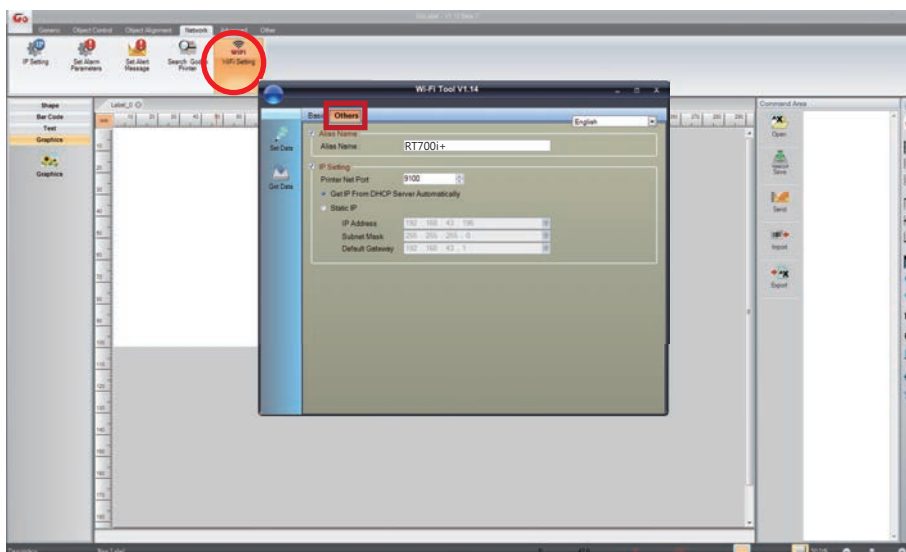 Go
Generic Object Control Object Alignment Network Advanced Other
IP Setting
Set Alarm Parameters
Set Alert Message
Search Godex Printer
WiFi
WiFi Setting
Shape
Bar Code
Text
Graphics
Graphics
Label_0
Wi-Fi Tool V1.14
Basic Others
English
Set Data
Get Data
Alias Name
Alias Name : RT700i+
IP Setting
Printer Net Port 9100
Get IP From DHCP Server Automatically
Static IP
IP Address 192 . 168 . 43 . 196
Subnet Mask 255 . 255 . 255 . 0
Default Gateway 192 . 168 . 43 . 1
Command Area
Open
Save
Send
Import
Export